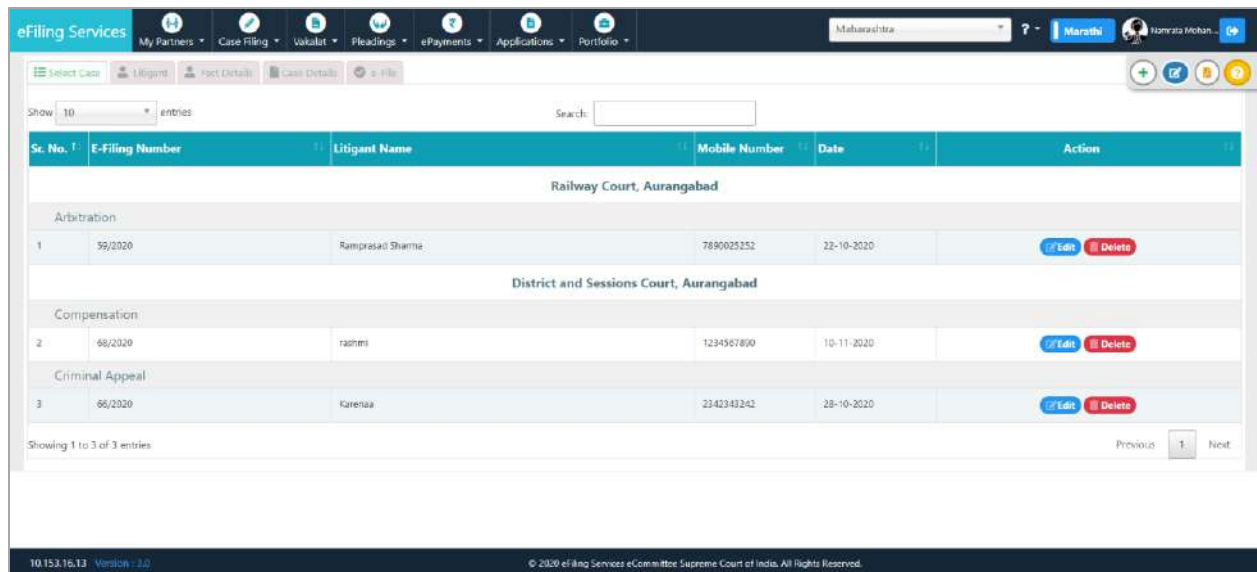 eFiling Services My Partners Case Filing Vakalat Pleadings ePayments Applications Portfolio Maharashtra ? Marathi Namrata Mohan...
Select Case Litigant Fact Details Case Details e-File
Show 10 entries Search:
Sr. No. E-Filing Number Litigant Name Mobile Number Date Action
Railway Court, Aurangabad
Arbitration
1 59/2020 Ramprasad Sharma 7890025252 22-10-2020 Edit Delete
District and Sessions Court, Aurangabad
Compensation
2 68/2020 rashmi 1234567890 10-11-2020 Edit Delete
Criminal Appeal
3 66/2020 Karenaa 2342343242 28-10-2020 Edit Delete
Showing 1 to 3 of 3 entries Previous 1 Next
10.153.16.13 Version : 3.0 © 2020 eFiling Services eCommittee Supreme Court of India. All Rights Reserved.